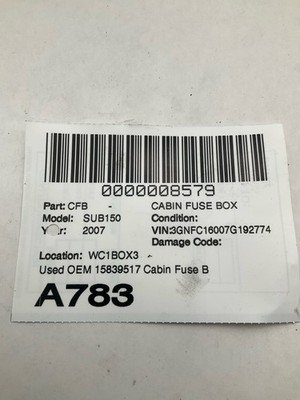 0000008579
Part: CFB - CABIN FUSE BOX
Model: SUB150 Condition:
Year: 2007 VIN:3GNFC16007G192774
Damage Code:
Location: WC1BOX3 -
Used OEM 15839517 Cabin Fuse B
A783